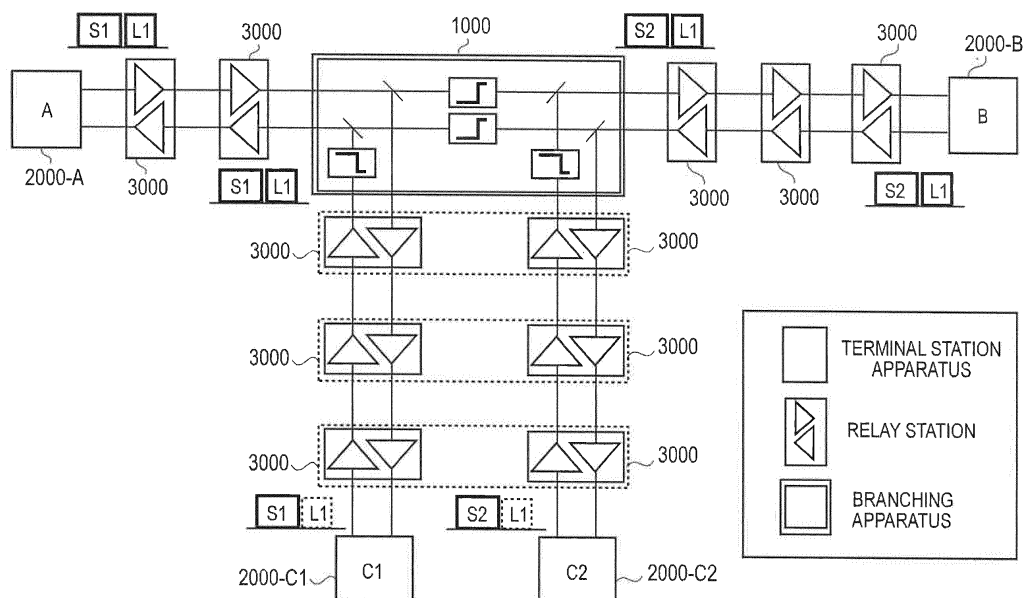 1000
S1 L1
3000
S2 L1
3000
2000-B
A
B
2000-A
3000
S1 L1
3000
3000
S2 L1
3000
3000
3000
3000
TERMINAL STATION
APPARATUS
3000
3000
RELAY STATION
S1 L1
S2 L1
BRANCHING
APPARATUS
2000-C1
C1
C2
2000-C2